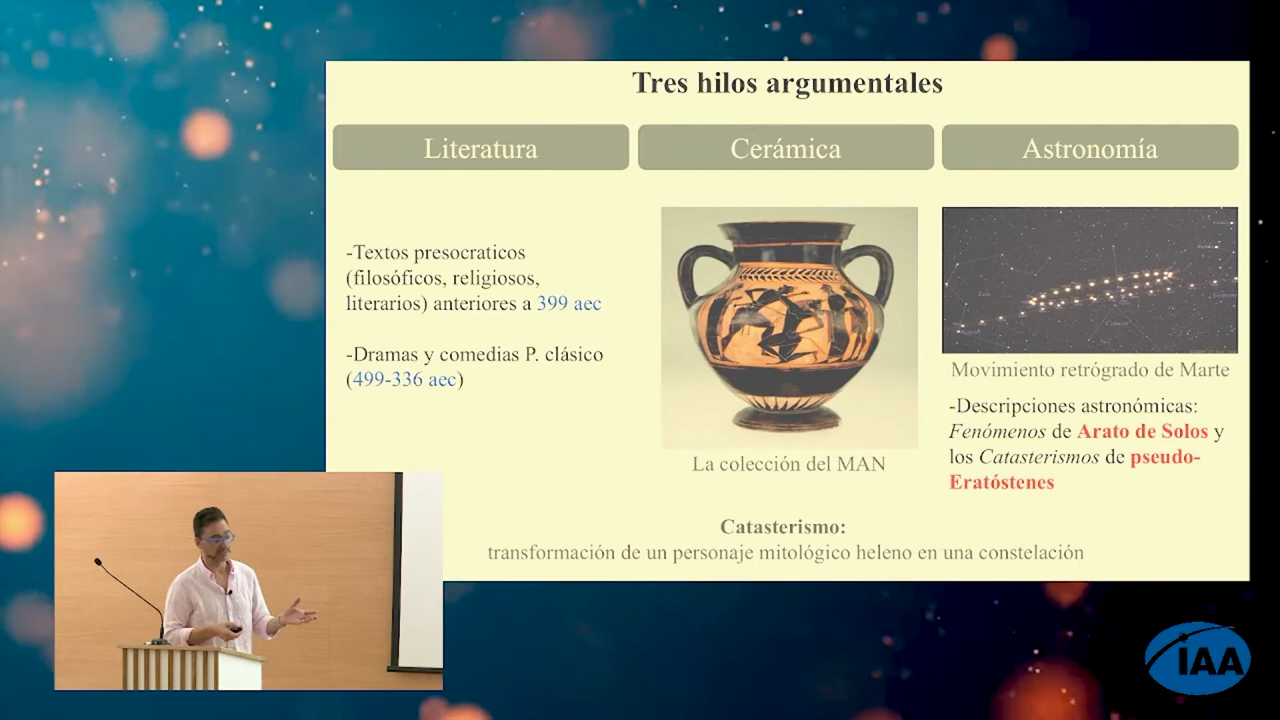 Tres hilos argumentales
Literatura
Cerámica
Astronomía
-Textos presocraticos
(filosóficos, religiosos,
literarios) anteriores a 399 aec
-Dramas y comedias P. clásico
(499-336 aec)
La colección del MAN
Movimiento retrógrado de Marte
-Descripciones astronómicas:
Fenómenos de Arato de Solos y
los Catasterismos de pseudo-
Eratóstenes
Catasterismo:
transformación de un personaje mitológico heleno en una constelación
IAA